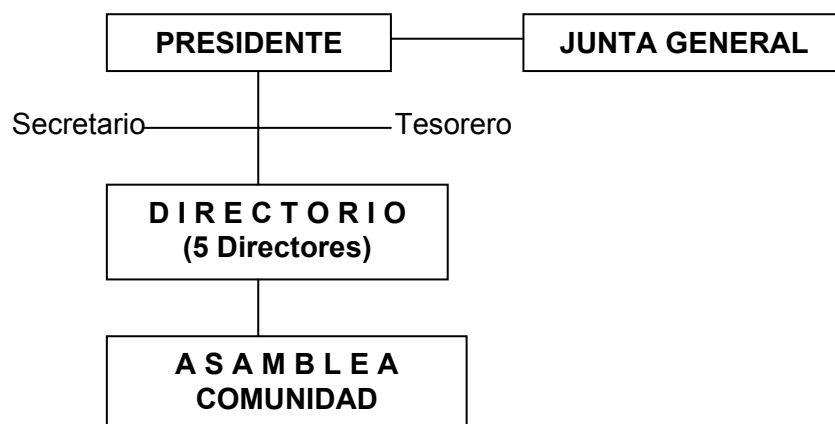 PRESIDENTE
JUNTA GENERAL
Secretario
Tesorero
D I R E C T O R I O
(5 Directores)
A S A M B L E A
COMUNIDAD